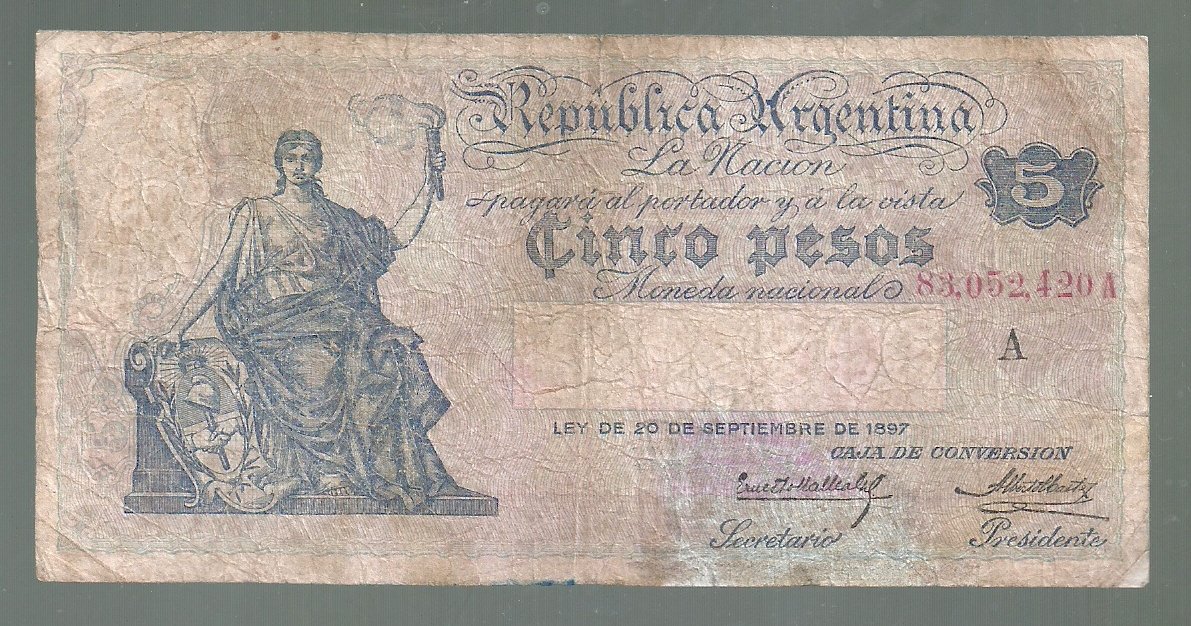 República Argentina
La Nacion
pagará al portador y á la vista
5
Cinco pesos
Moneda nacional
83,052,420 A
A
LEY DE 20 DE SEPTIEMBRE DE 1897
CAJA DE CONVERSION
Secretario
Presidente